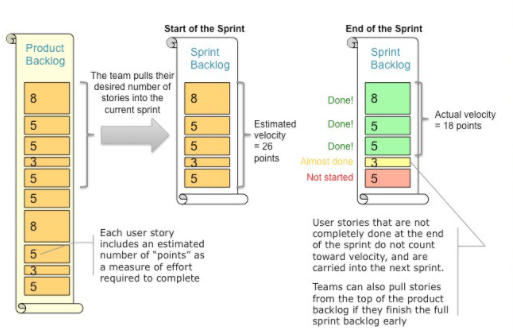 Product
Backlog
8
5
5
3
5
5
8
5
3
5
The team pulls their
desired number of
stories into the
current sprint
Each user story
includes an estimated
number of "points" as
a measure of effort
required to complete
Start of the Sprint
Sprint
Backlog
8
5
5
3
5
Estimated
velocity
= 26
points
End of the Sprint
Sprint
Backlog
Done! 8
Done! 5
Done! 5
Almost done 3
Not started 5
Actual velocity
= 18 points
User stories that are not
completely done at the end
of the sprint do not count
toward velocity, and are
carried into the next sprint.
Teams can also pull stories
from the top of the product
backlog if they finish the full
sprint backlog early